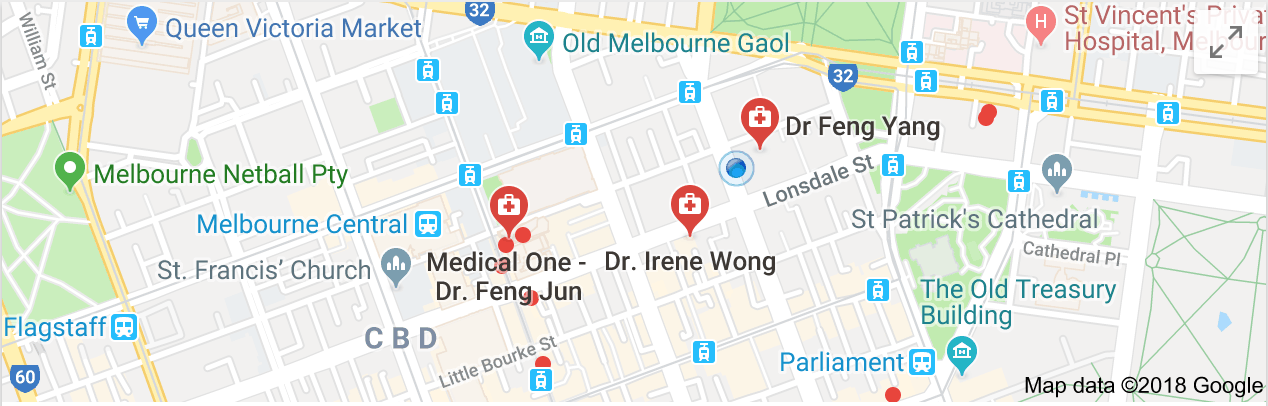 William St
Queen Victoria Market
32
Old Melbourne Gaol
St Vincent's
Hospital,
32
Dr Feng Yang
Melbourne Netball Pty
Lonsdale St
Melbourne Central
St Patrick's Cathedral
St. Francis' Church
Medical One -
Dr. Feng Jun
Dr. Irene Wong
Cathedral Pl
The Old Treasury
Building
Flagstaff
CBD
Little Bourke St
Parliament
60
H
Map data ©2018 Google